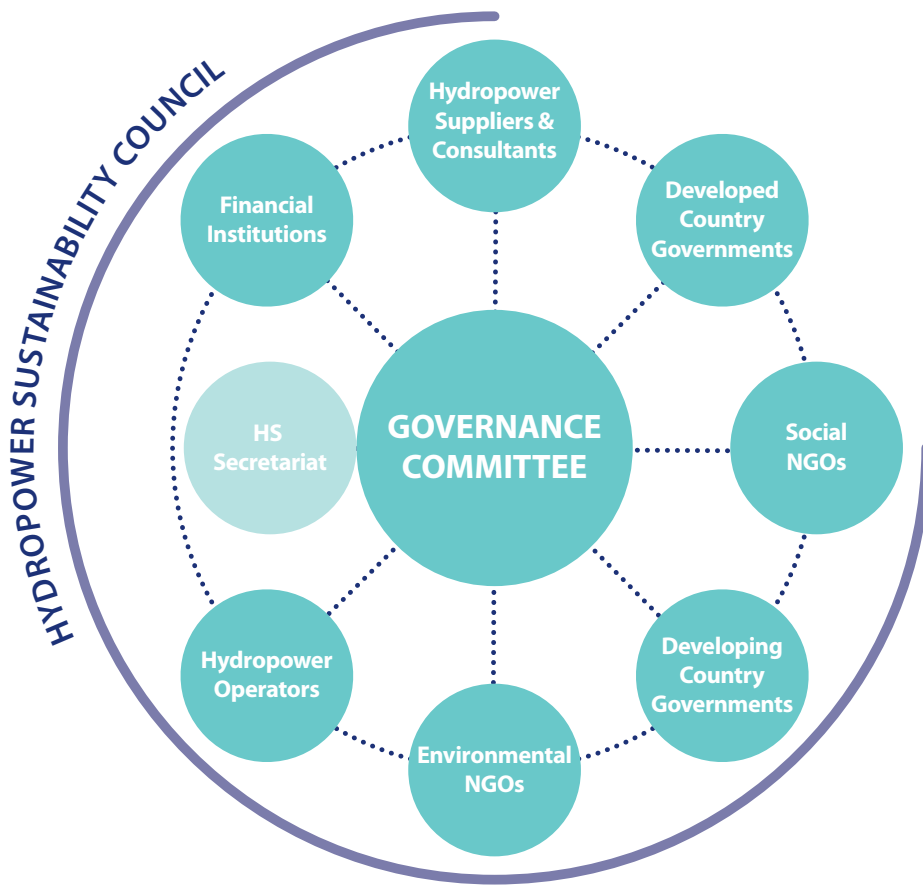 HYDROPOWER SUSTAINABILITY COUNCIL
Hydropower
Suppliers &
Consultants
Financial
Institutions
Developed
Country
Governments
HS
Secretariat
GOVERNANCE
COMMITTEE
Social
NGOs
Hydropower
Operators
Developing
Country
Governments
Environmental
NGOs